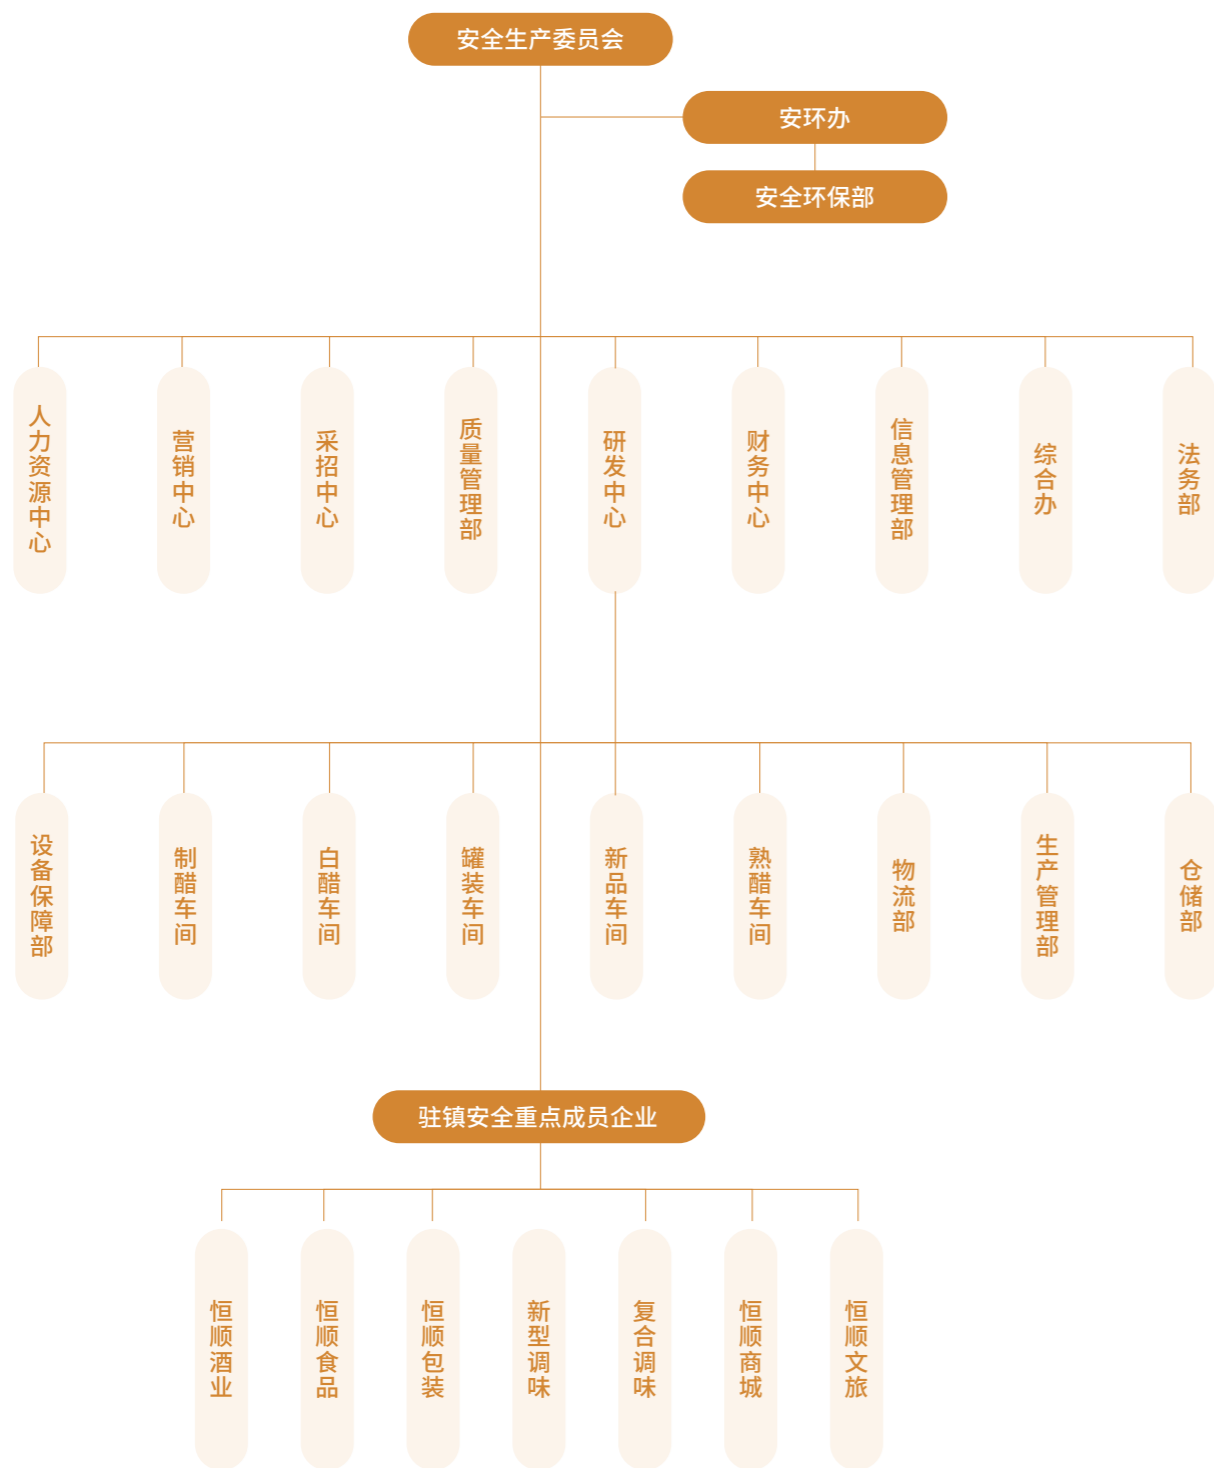 安全生产委员会
安环办
安全环保部
人力资源中心
营销中心
采招中心
质量管理部
研发中心
财务中心
信息管理部
综合办
法务部
设备保障部
制醋车间
白醋车间
罐装车间
新品车间
熟醋车间
物流部
生产管理部
仓储部
驻镇安全重点成员企业
恒顺酒业
恒顺食品
恒顺包装
新型调味
复合调味
恒顺商城
恒顺文旅